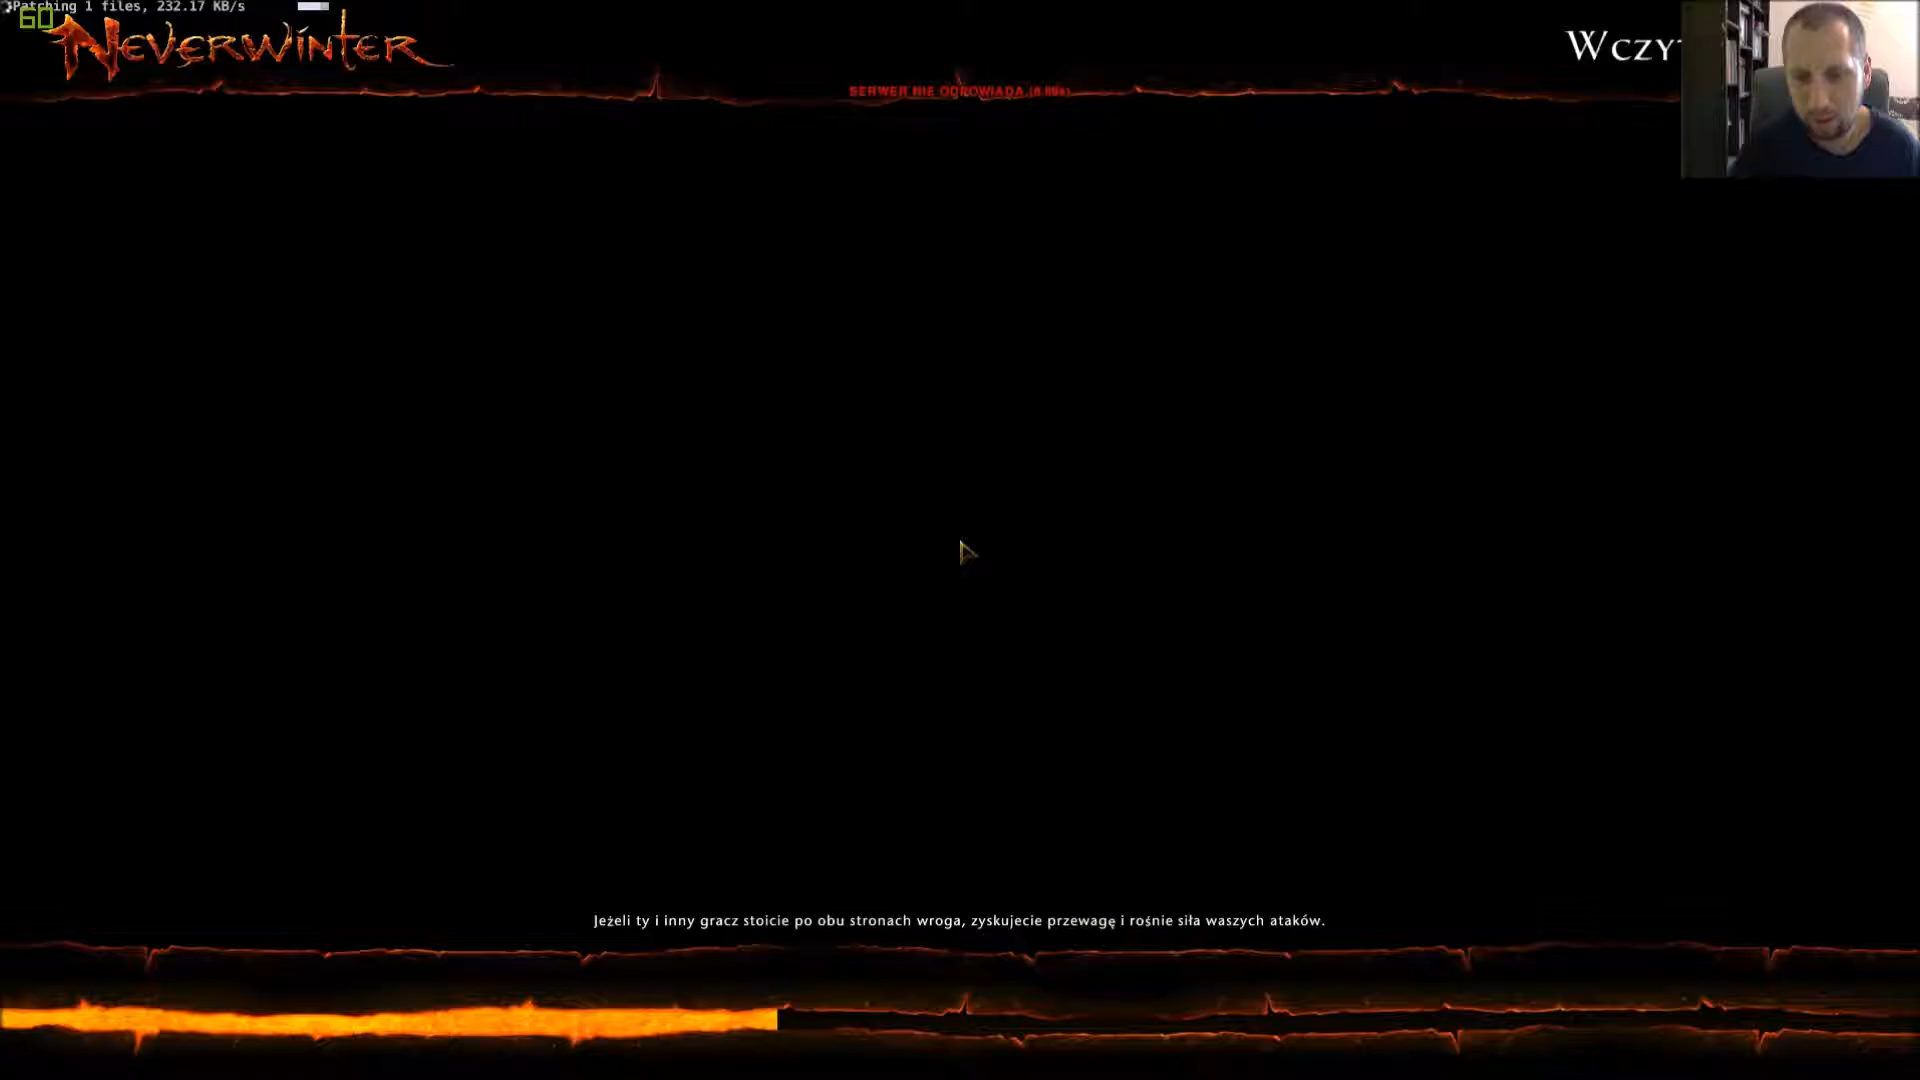 Patching 1 files, 232.17 KB/s
60
NEVERWINTER
WCZY
SERWER NIE ODPOWIADA
Jeżeli ty i inny gracz stoicie po obu stronach wroga, zyskujecie przewagę i rośnie siła waszych ataków.